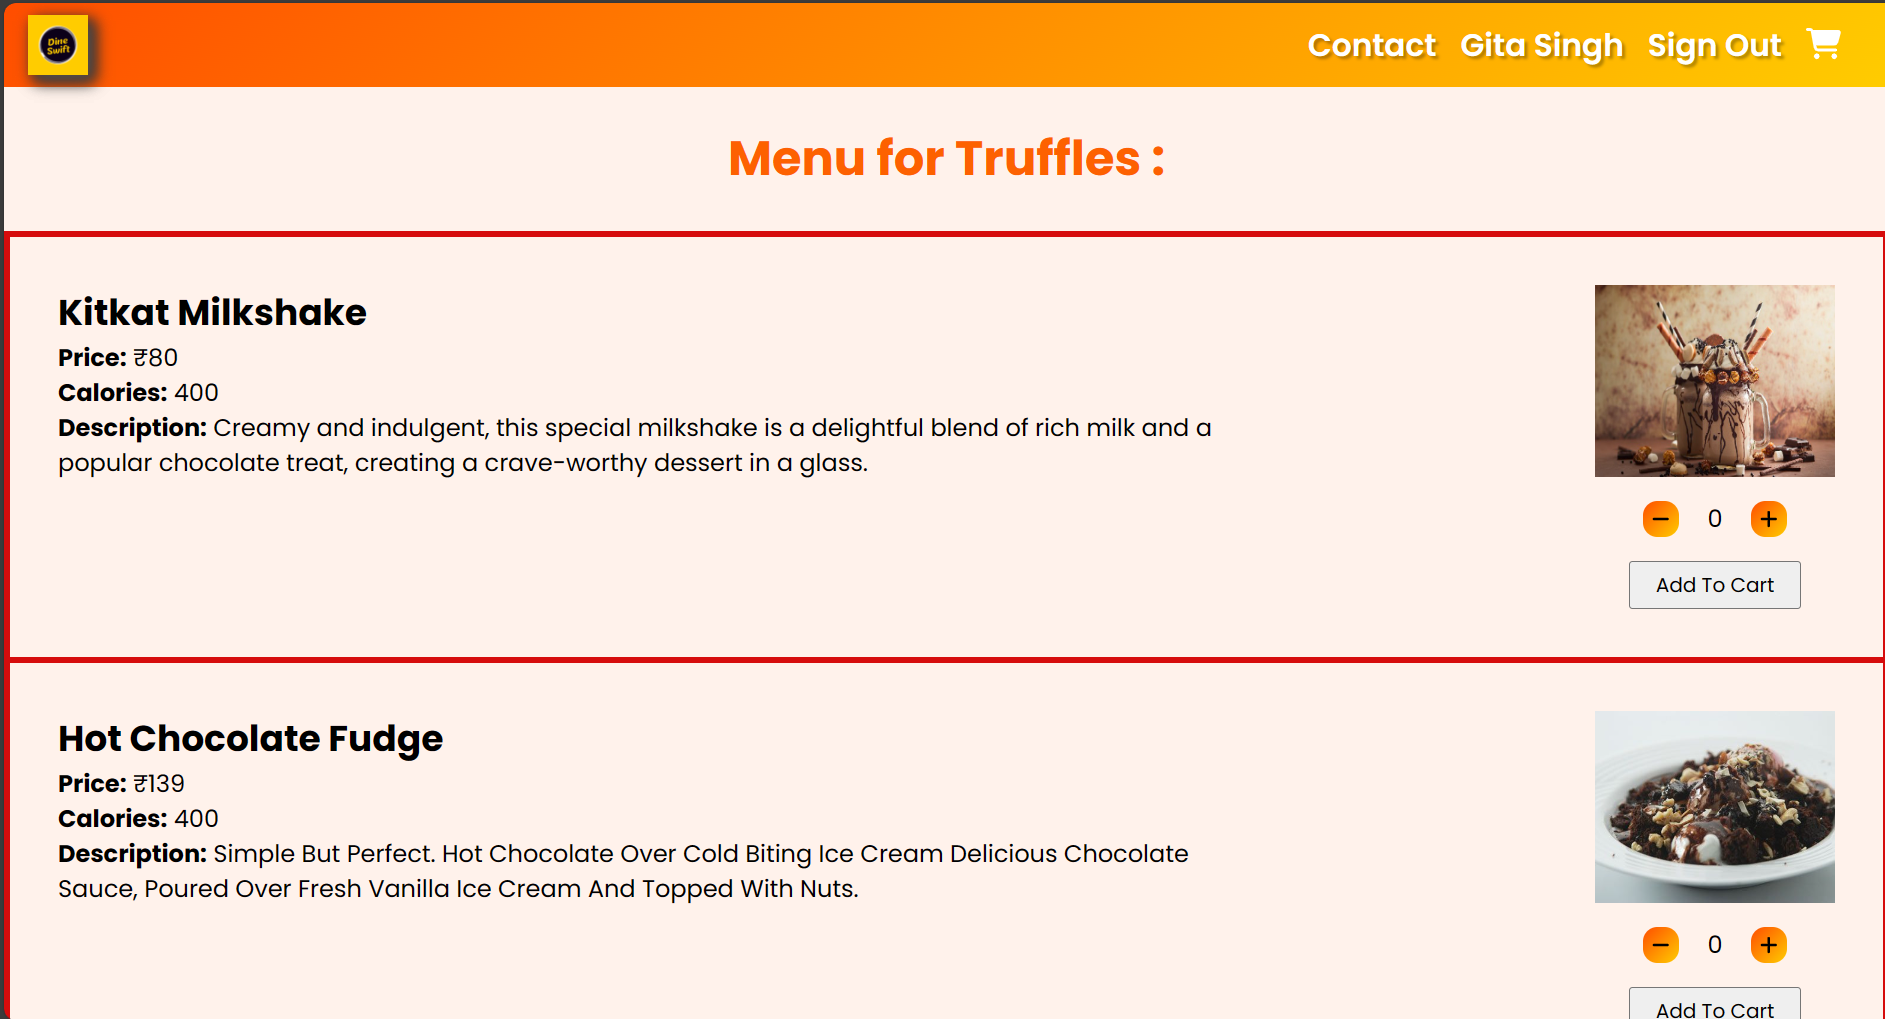 Dine
Swift
Contact Gita Singh Sign Out
Menu for Truffles :
Kitkat Milkshake
Price: ₹80
Calories: 400
Description: Creamy and indulgent, this special milkshake is a delightful blend of rich milk and a
popular chocolate treat, creating a crave-worthy dessert in a glass.
− 0 +
Add To Cart
Hot Chocolate Fudge
Price: ₹139
Calories: 400
Description: Simple But Perfect. Hot Chocolate Over Cold Biting Ice Cream Delicious Chocolate
Sauce, Poured Over Fresh Vanilla Ice Cream And Topped With Nuts.
− 0 +
Add To Cart